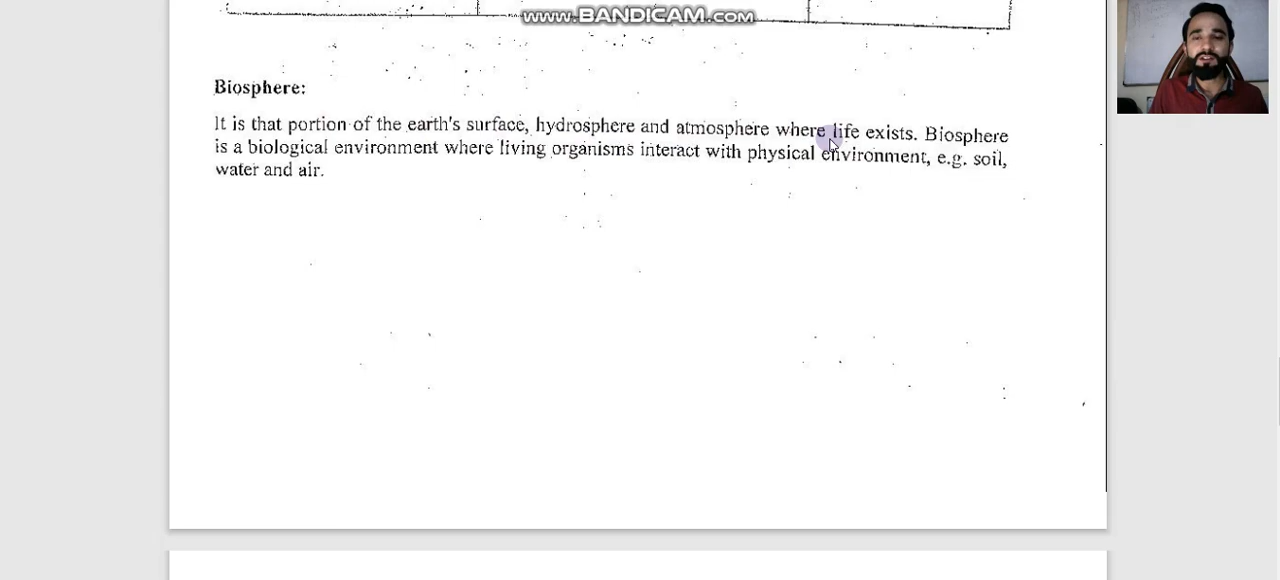 www.BANDICAM.com
Biosphere:
It is that portion of the earth's surface, hydrosphere and atmosphere where life exists. Biosphere
is a biological environment where living organisms interact with physical environment, e.g. soil,
water and air.